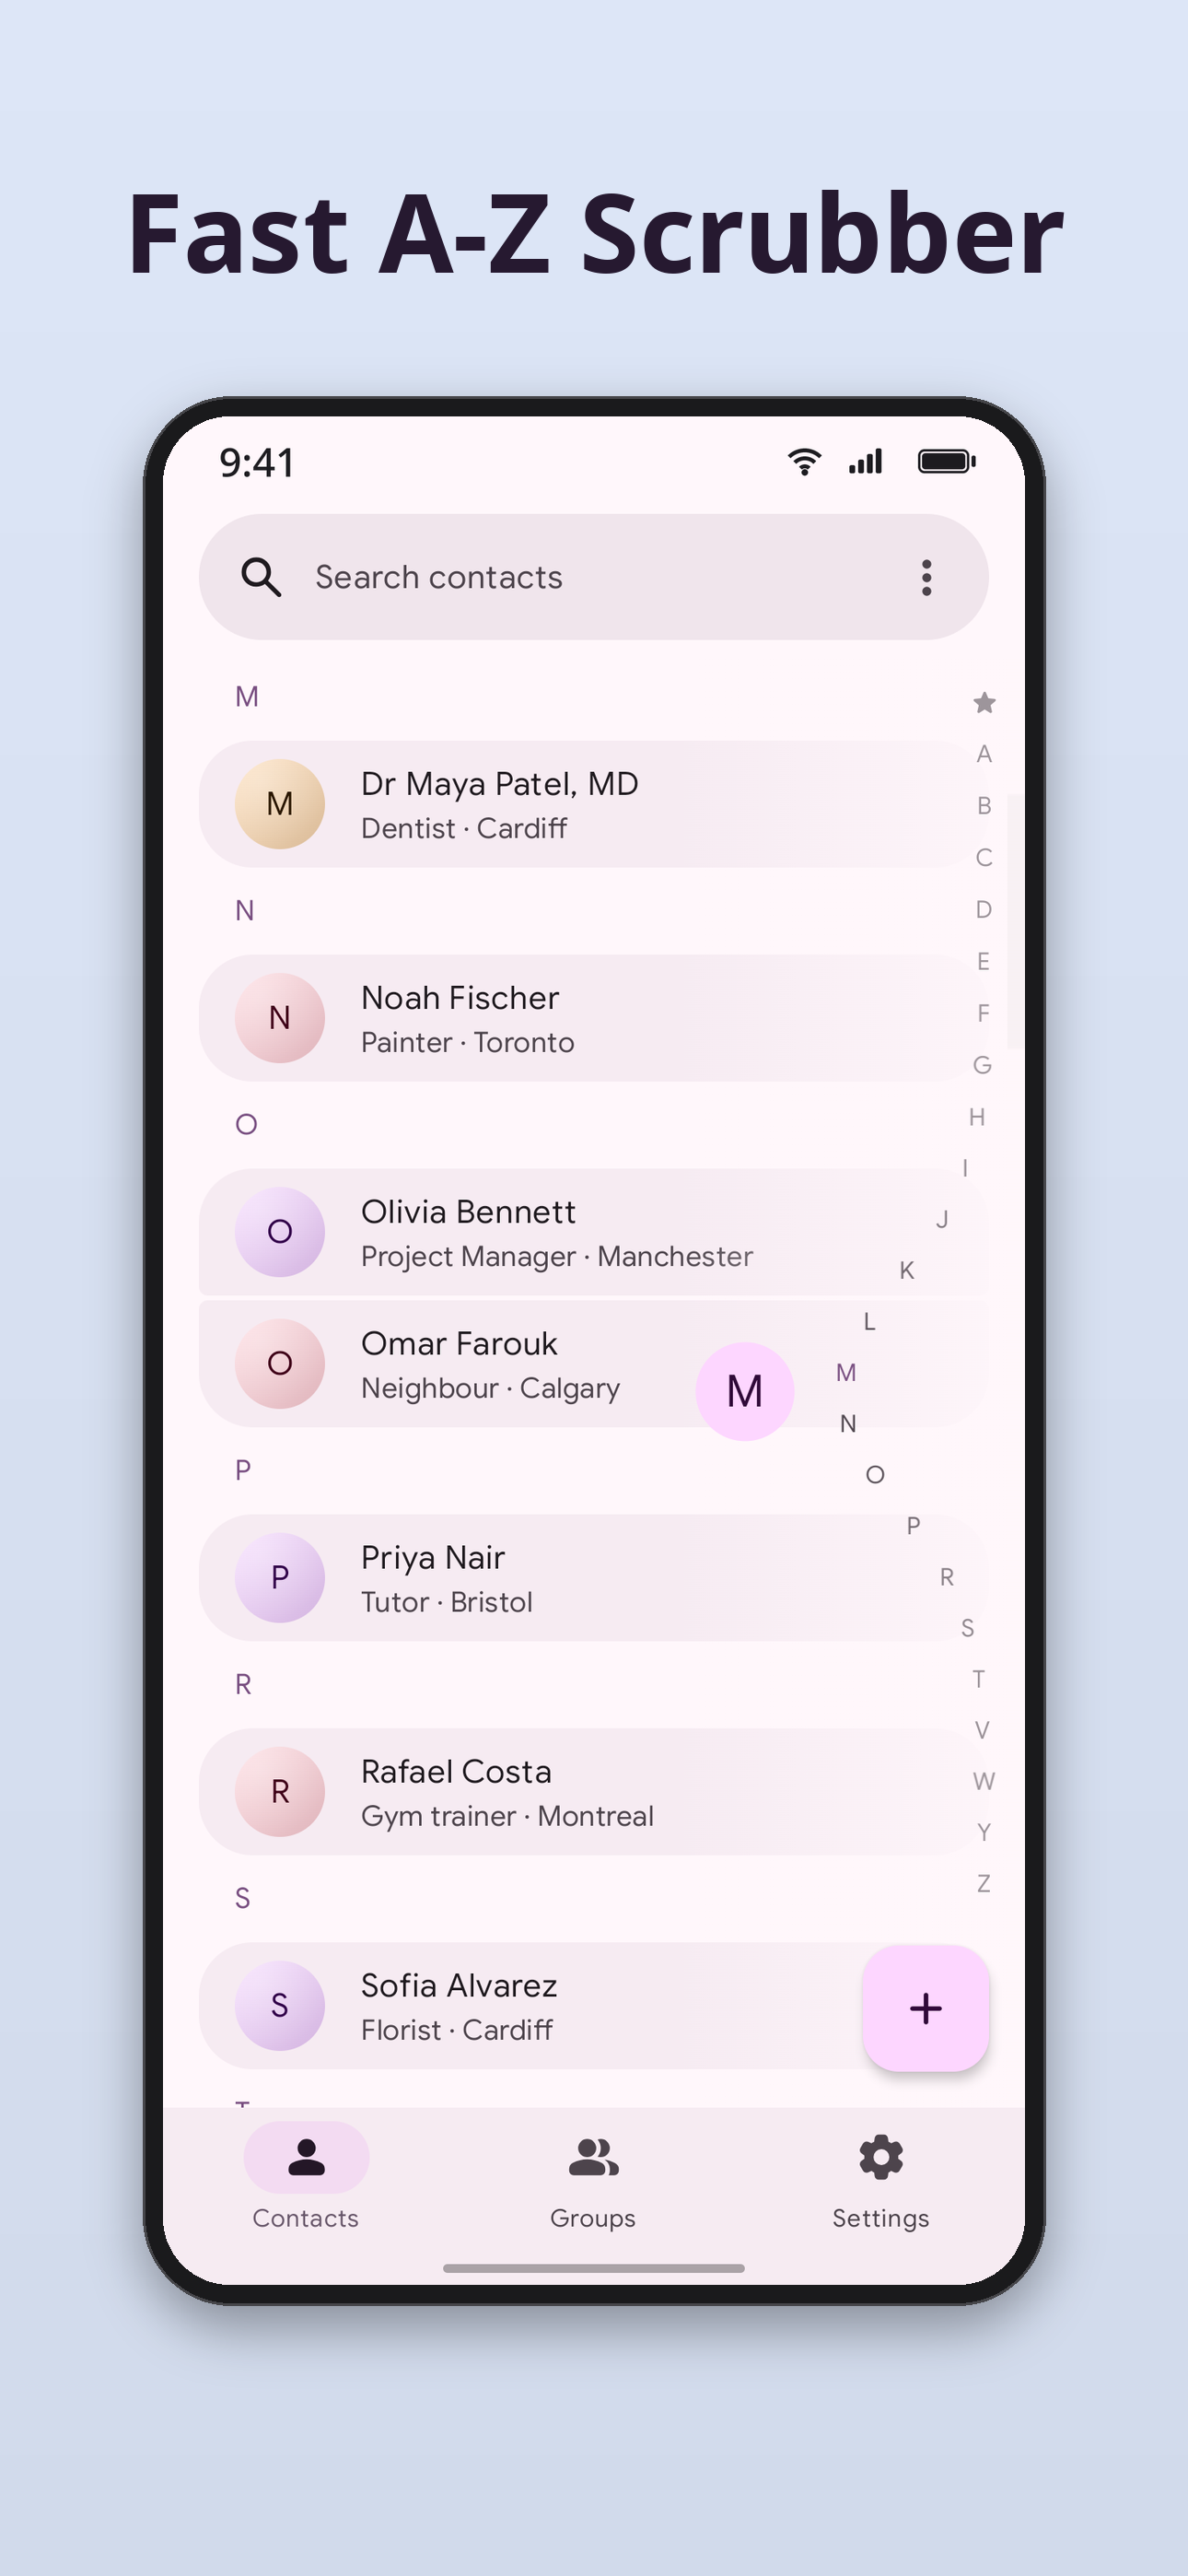 Fast A-Z Scrubber
9:41
Search contacts
M
M
Dr Maya Patel, MD
Dentist · Cardiff
N
N
Noah Fischer
Painter · Toronto
O
O
Olivia Bennett
Project Manager · Manchester
O
Omar Farouk
Neighbour · Calgary
P
P
Priya Nair
Tutor · Bristol
R
R
Rafael Costa
Gym trainer · Montreal
S
S
Sofia Alvarez
Florist · Cardiff
A
B
C
D
E
F
G
H
I
J
K
L
M
M
N
O
P
R
S
T
V
W
Y
Z
+
Contacts
Groups
Settings